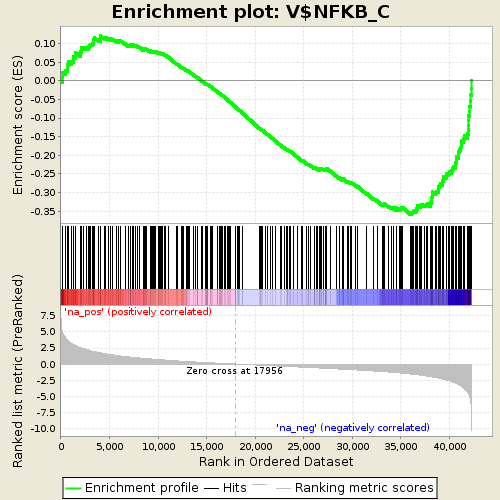 Enrichment plot: V$NFKB_C
Enrichment score (ES)
0.10
0.05
0.00
-0.05
-0.10
-0.15
-0.20
-0.25
-0.30
-0.35
'na_pos' (positively correlated)
Ranked list metric (PreRanked)
7.5
5.0
2.5
0.0
-2.5
-5.0
-7.5
-10.0
Zero cross at 17956
'na_neg' (negatively correlated)
0 5,000 10,000 15,000 20,000 25,000 30,000 35,000 40,000
Rank in Ordered Dataset
Enrichment profile Hits Ranking metric scores